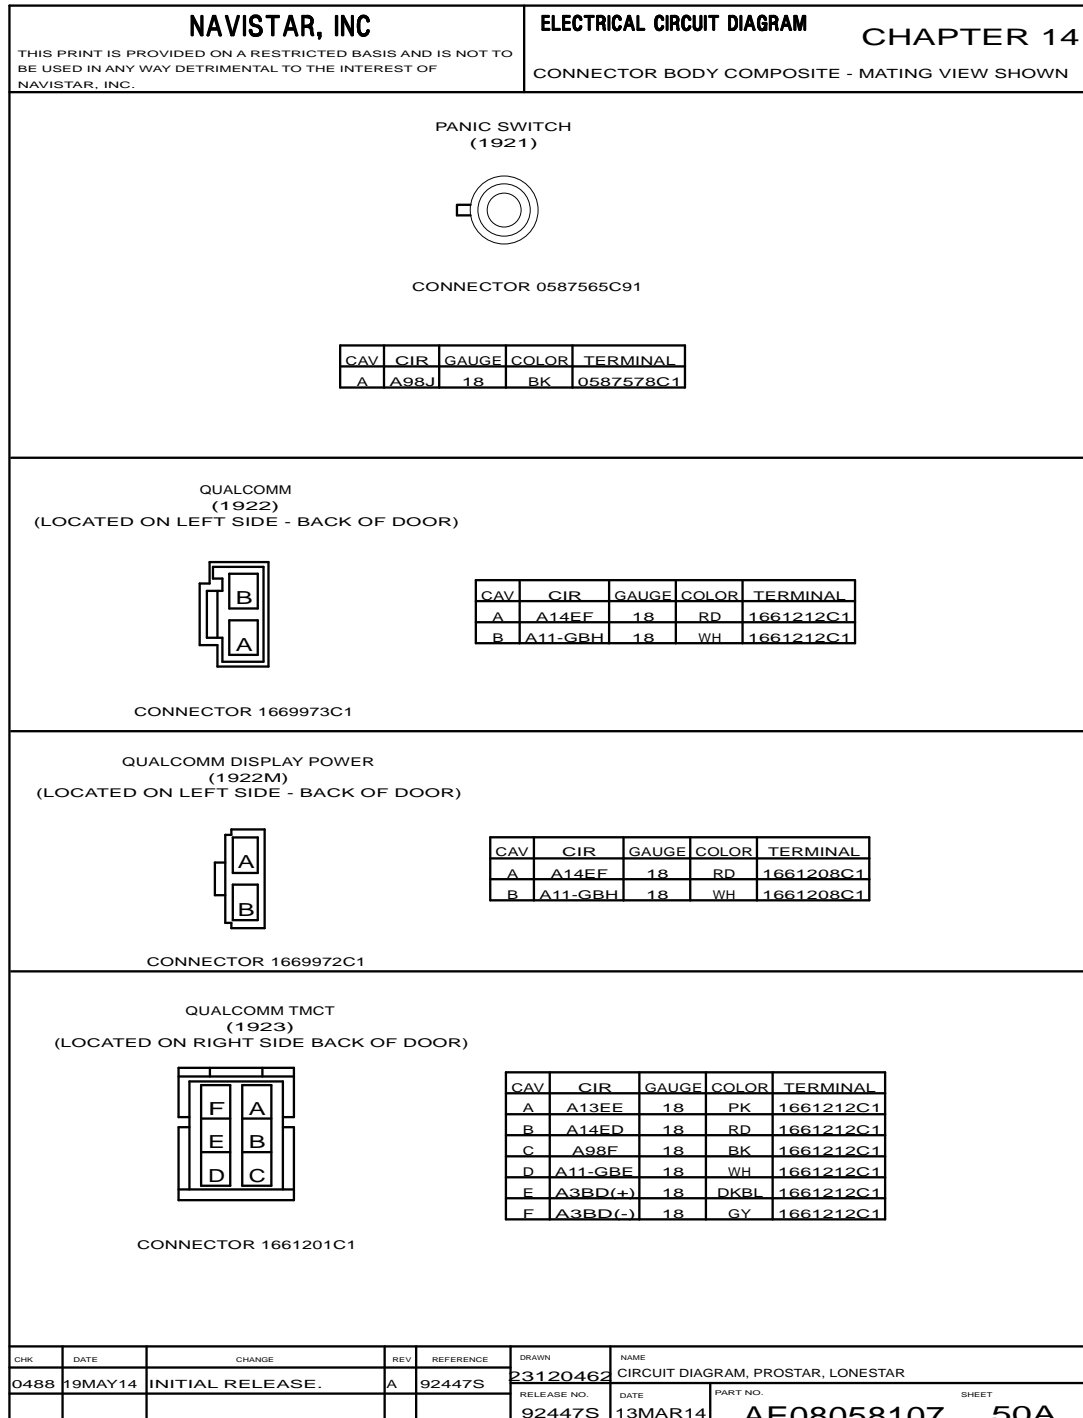 NAVISTAR, INC
THIS PRINT IS PROVIDED ON A RESTRICTED BASIS AND IS NOT TO
BE USED IN ANY WAY DETRIMENTAL TO THE INTEREST OF
NAVISTAR, INC.
ELECTRICAL CIRCUIT DIAGRAM
CHAPTER 14
CONNECTOR BODY COMPOSITE - MATING VIEW SHOWN
PANIC SWITCH
(1921)
CONNECTOR 0587565C91
CAV CIR GAUGE COLOR TERMINAL
A A98J 18 BK 0587578C1
QUALCOMM
(1922)
(LOCATED ON LEFT SIDE - BACK OF DOOR)
B
A
CONNECTOR 1669973C1
CAV CIR GAUGE COLOR TERMINAL
A A14EF 18 RD 1661212C1
B A11-GBH 18 WH 1661212C1
QUALCOMM DISPLAY POWER
(1922M)
(LOCATED ON LEFT SIDE - BACK OF DOOR)
A
B
CONNECTOR 1669972C1
CAV CIR GAUGE COLOR TERMINAL
A A14EF 18 RD 1661208C1
B A11-GBH 18 WH 1661208C1
QUALCOMM TMCT
(1923)
(LOCATED ON RIGHT SIDE BACK OF DOOR)
F A
E B
D C
CONNECTOR 1661201C1
CAV CIR GAUGE COLOR TERMINAL
A A13EE 18 PK 1661212C1
B A14ED 18 RD 1661212C1
C A98F 18 BK 1661212C1
D A11-GBE 18 WH 1661212C1
E A3BD(+) 18 DKBL 1661212C1
F A3BD(-) 18 GY 1661212C1
CHK DATE CHANGE REV REFERENCE
0488 19MAY14 INITIAL RELEASE. A 92447S
DRAWN
23120462
NAME
CIRCUIT DIAGRAM, PROSTAR, LONESTAR
RELEASE NO.
92447S
DATE
13MAR14
PART NO.
AE08058107
SHEET
50A